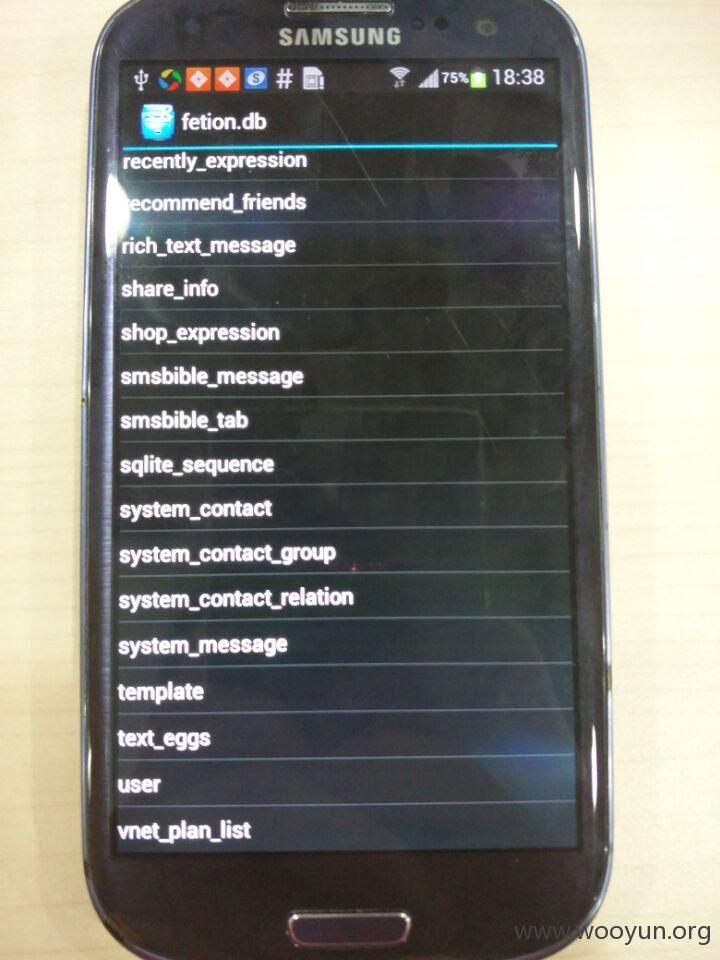 SAMSUNG
# 75% 18:38
fetion.db
recently_expression
recommend_friends
rich_text_message
share_info
shop_expression
smsbible_message
smsbible_tab
sqlite_sequence
system_contact
system_contact_group
system_contact_relation
system_message
template
text_eggs
user
vnet_plan_list
www.wooyun.org